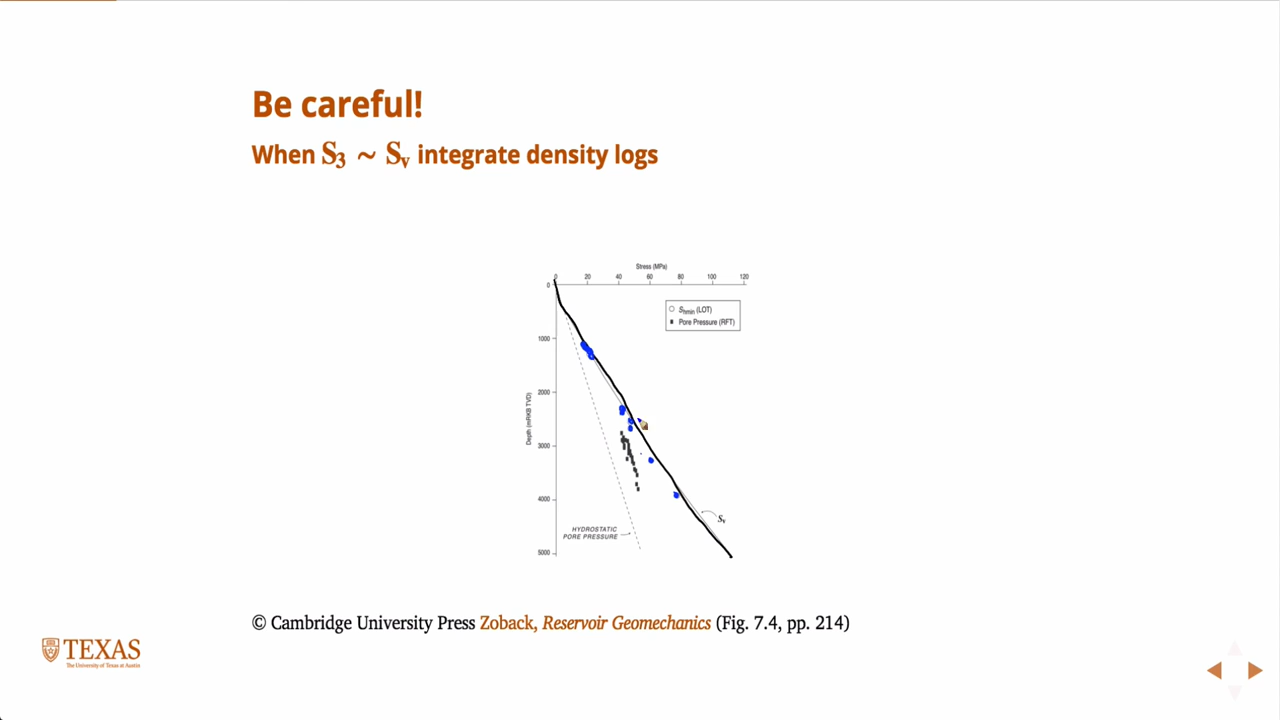 Be careful!
When S3 ~ Sv integrate density logs
Stress (MPa)
0 20 40 60 80 100 120
0
Shmin (LOT)
Pore Pressure (RFT)
1000
2000
Depth (mRKB TVD)
3000
4000
Sv
HYDROSTATIC
PORE PRESSURE
5000
© Cambridge University Press Zoback, Reservoir Geomechanics (Fig. 7.4, pp. 214)
TEXAS
The University of Texas at Austin